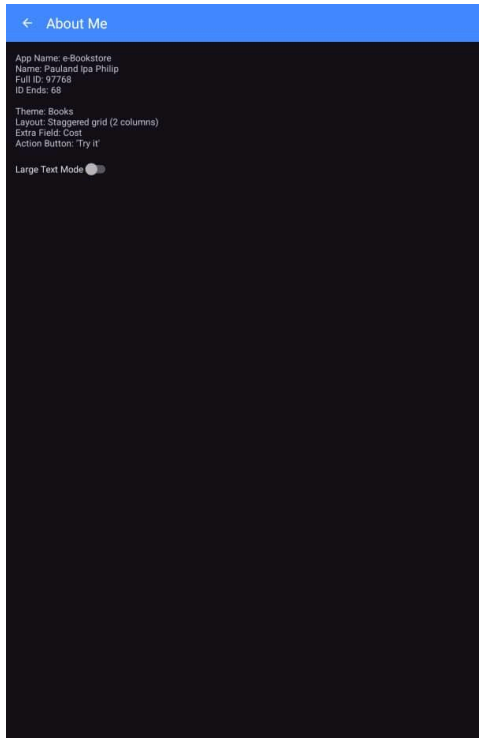 About Me
App Name: e-Bookstore
Name: Pauland Ipa Philip
Full ID: 97768
ID Ends: 68
Theme: Books
Layout: Staggered grid (2 columns)
Extra Field: Cost
Action Button: 'Try it'
Large Text Mode